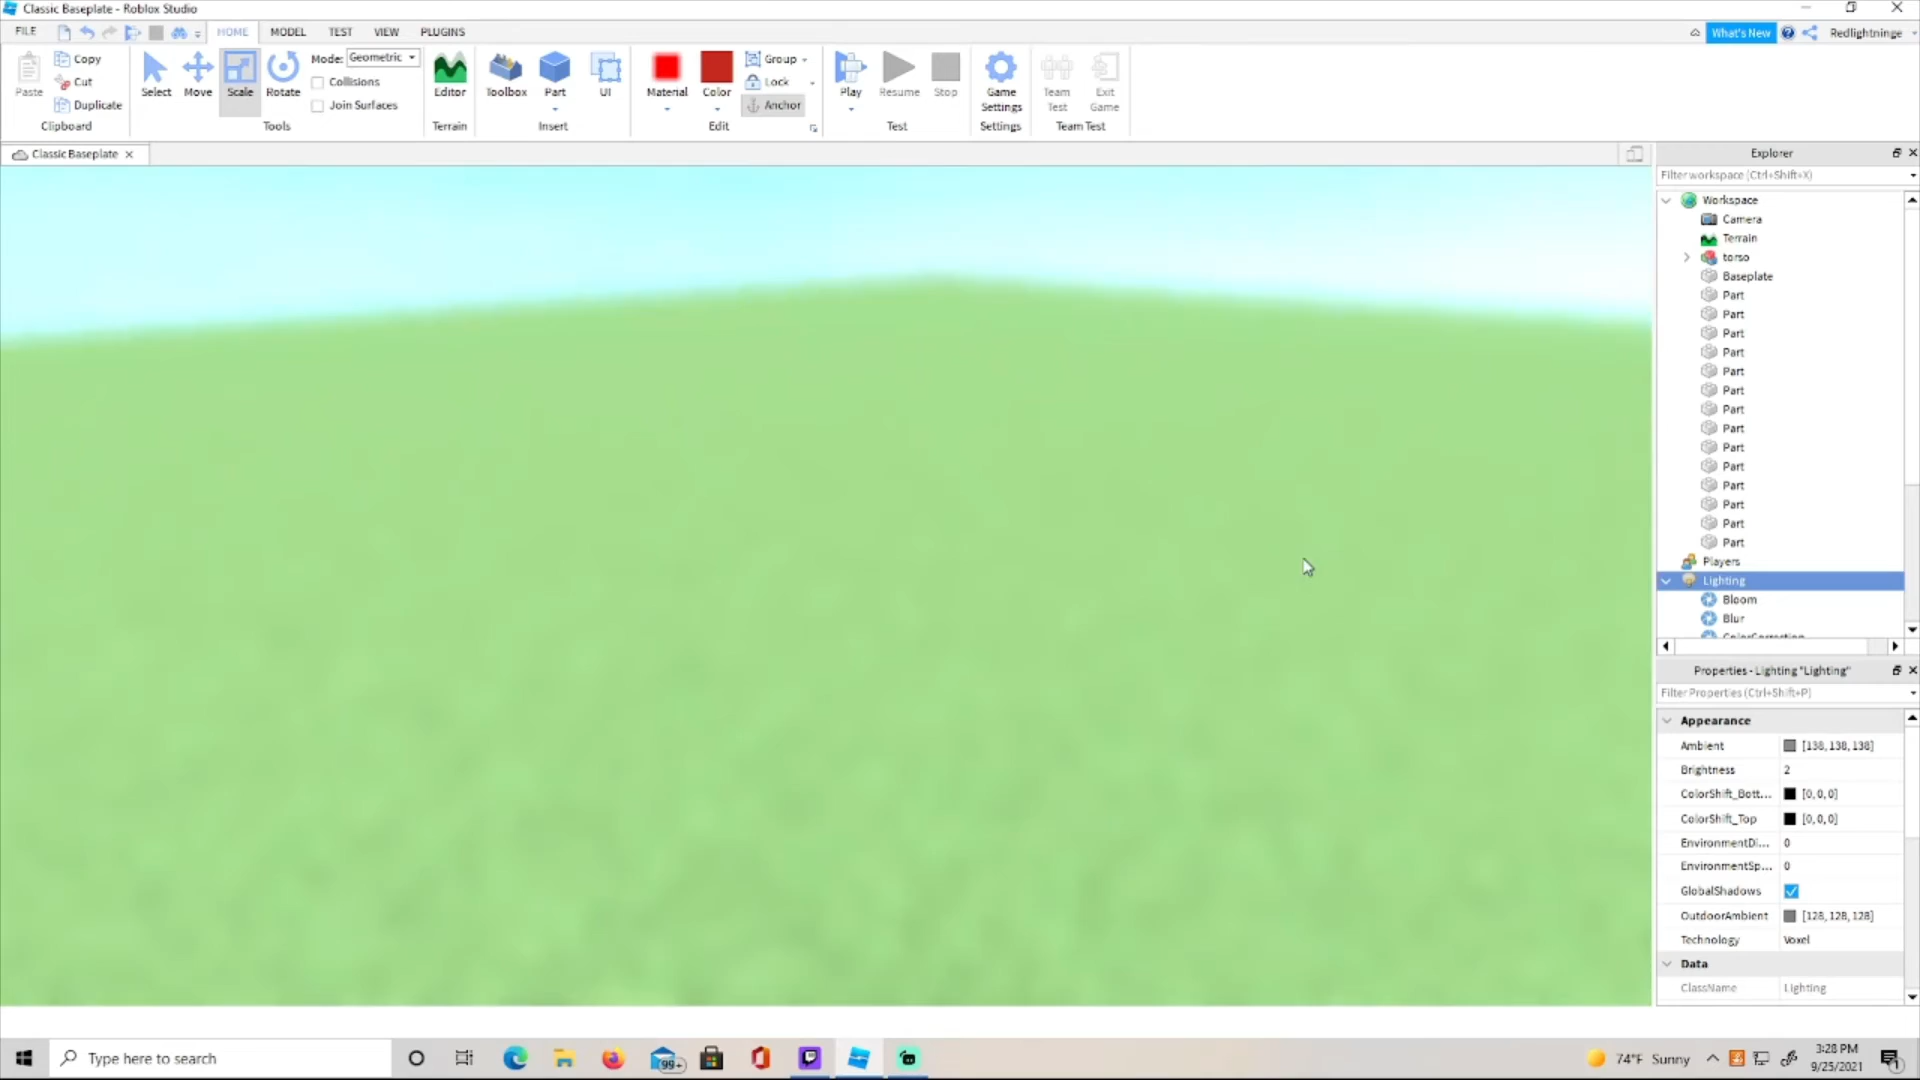 Classic Baseplate - Roblox Studio
FILE HOME MODEL TEST VIEW PLUGINS What's New Redlightninge
Paste Copy Cut Duplicate
Clipboard
Select Move Scale Rotate
Mode: Geometric
Collisions
Join Surfaces
Tools
Editor
Terrain
Toolbox Part UI
Insert
Material Color
Group
Lock
Anchor
Edit
Play Resume Stop
Test
Game Settings
Settings
Team Test
Exit Game
Team Test
Classic Baseplate
Explorer
Filter workspace (Ctrl+Shift+X)
Workspace
Camera
Terrain
torso
Baseplate
Part
Part
Part
Part
Part
Part
Part
Part
Part
Part
Part
Part
Part
Part
Players
Lighting
Bloom
Blur
ColorCorrection
Properties - Lighting "Lighting"
Filter Properties (Ctrl+Shift+P)
Appearance
Ambient [138, 138, 138]
Brightness 2
ColorShift_Bott... [0, 0, 0]
ColorShift_Top [0, 0, 0]
EnvironmentDi... 0
EnvironmentSp... 0
GlobalShadows
OutdoorAmbient [128, 128, 128]
Technology Voxel
Data
ClassName Lighting
Type here to search
99+
74°F Sunny
3:28 PM
9/25/2021
1